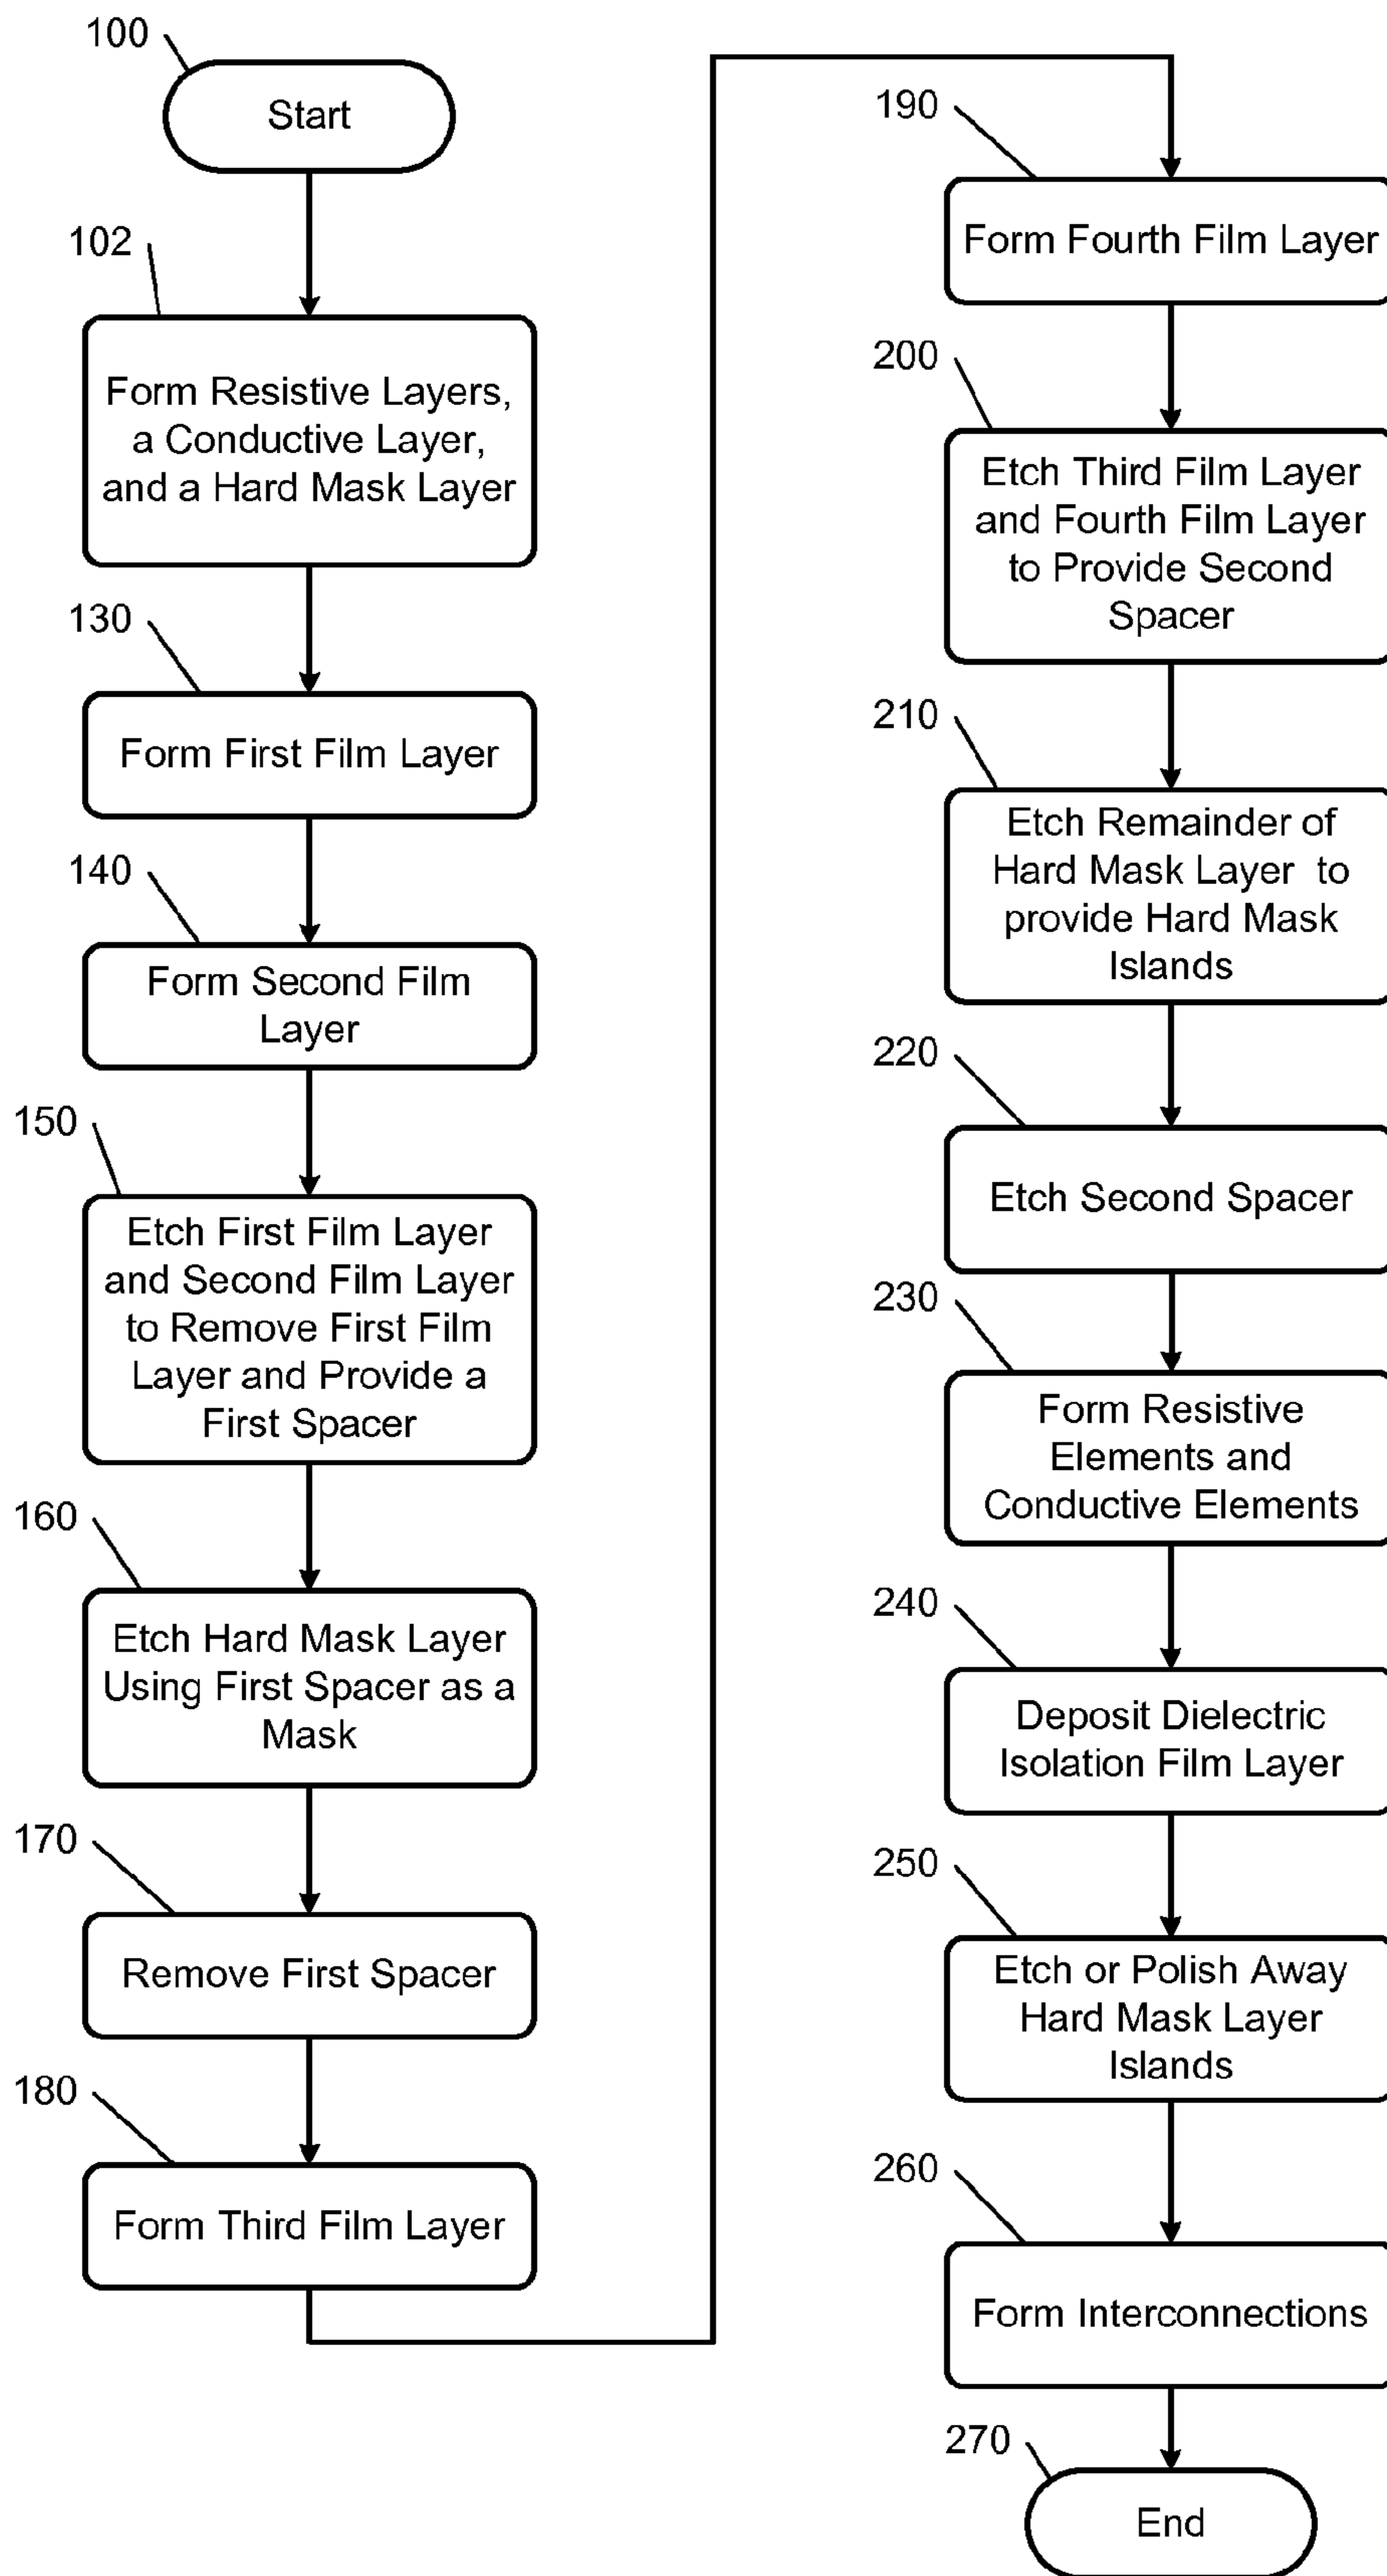 100
Start
102
Form Resistive Layers,
a Conductive Layer,
and a Hard Mask Layer
130
Form First Film Layer
140
Form Second Film
Layer
150
Etch First Film Layer
and Second Film Layer
to Remove First Film
Layer and Provide a
First Spacer
160
Etch Hard Mask Layer
Using First Spacer as a
Mask
170
Remove First Spacer
180
Form Third Film Layer
190
Form Fourth Film Layer
200
Etch Third Film Layer
and Fourth Film Layer
to Provide Second
Spacer
210
Etch Remainder of
Hard Mask Layer to
provide Hard Mask
Islands
220
Etch Second Spacer
230
Form Resistive
Elements and
Conductive Elements
240
Deposit Dielectric
Isolation Film Layer
250
Etch or Polish Away
Hard Mask Layer
Islands
260
Form Interconnections
270
End